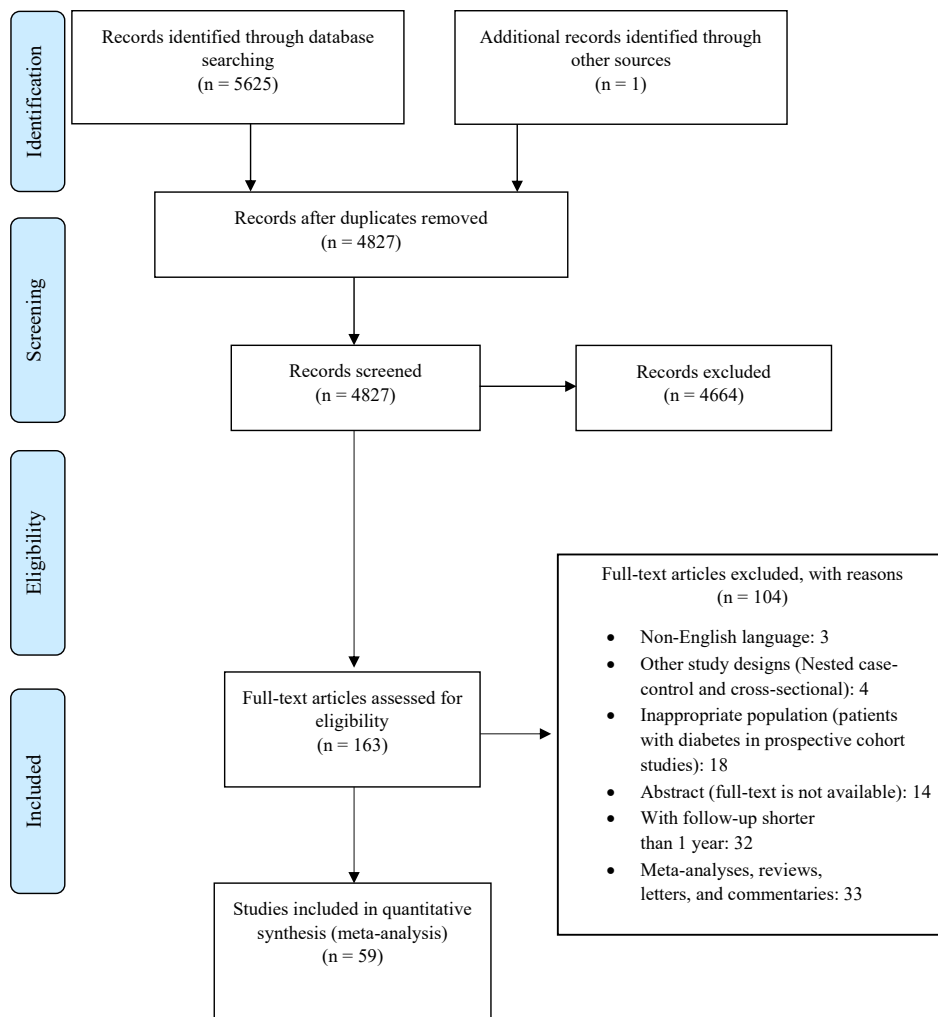 Identification
Records identified through database
searching
(n = 5625)
Additional records identified through
other sources
(n = 1)
Records after duplicates removed
(n = 4827)
Screening
Records screened
(n = 4827)
Records excluded
(n = 4664)
Eligibility
Full-text articles assessed for
eligibility
(n = 163)
Full-text articles excluded, with reasons
(n = 104)
• Non-English language: 3
• Other study designs (Nested case-
control and cross-sectional): 4
• Inappropriate population (patients
with diabetes in prospective cohort
studies): 18
• Abstract (full-text is not available): 14
• With follow-up shorter
than 1 year: 32
• Meta-analyses, reviews,
letters, and commentaries: 33
Included
Studies included in quantitative
synthesis (meta-analysis)
(n = 59)